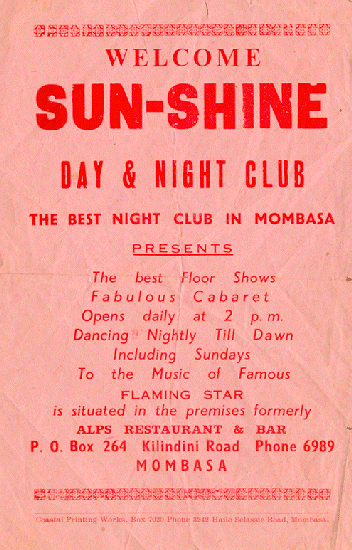 WELCOME
SUN-SHINE
DAY & NIGHT CLUB
THE BEST NIGHT CLUB IN MOMBASA
PRESENTS
The best Floor Shows
Fabulous Cabaret
Opens daily at 2 p.m.
Dancing Nightly Till Dawn
Including Sundays
To the Music of Famous
FLAMING STAR
is situated in the premises formerly
ALPS RESTAURANT & BAR
P. O. Box 264 Kilindini Road Phone 6989
MOMBASA
Coastal Printing Works, Box 7020 Phone 3942 Haile Selassie Road, Mombasa.